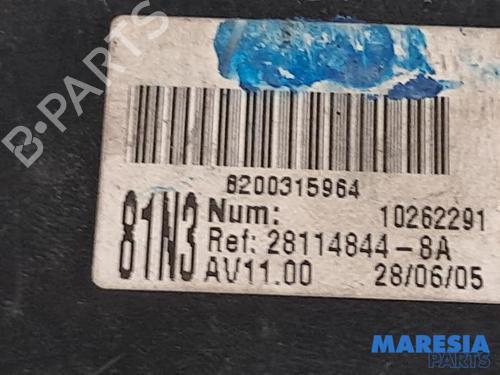 B-PARTS
8200315964
81N3
Num: 10262291
Ref: 28114844-8A
AV11.00 28/06/05
MARESIA
PARTS